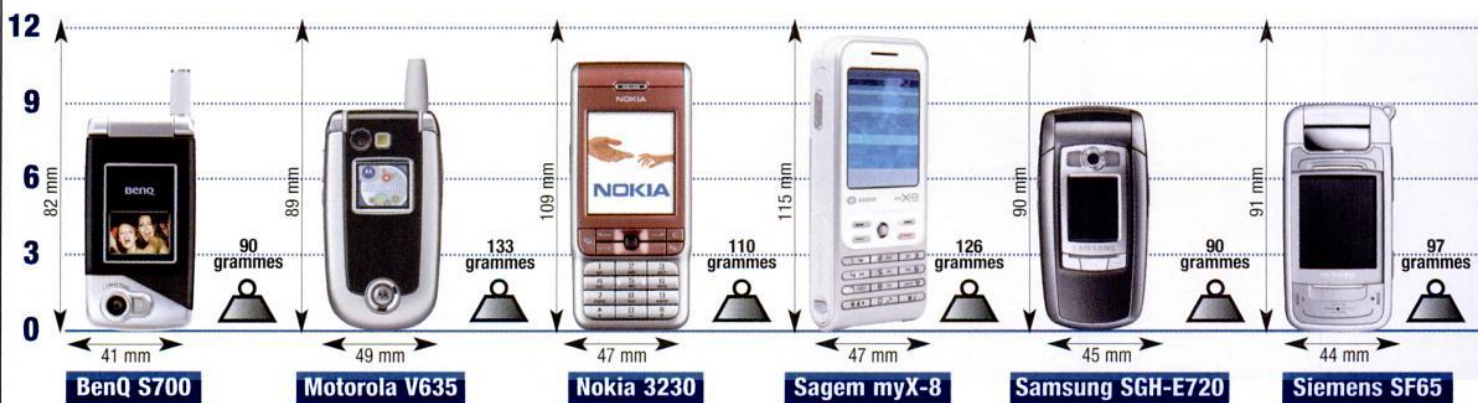 12
9
6
3
0
82 mm
BenQ
90
grammes
41 mm
BenQ S700
89 mm
133
grammes
49 mm
Motorola V635
109 mm
NOKIA
NOKIA
110
grammes
47 mm
Nokia 3230
115 mm
126
grammes
47 mm
Sagem myX-8
90 mm
SAMSUNG
90
grammes
45 mm
Samsung SGH-E720
91 mm
97
grammes
44 mm
Siemens SF65